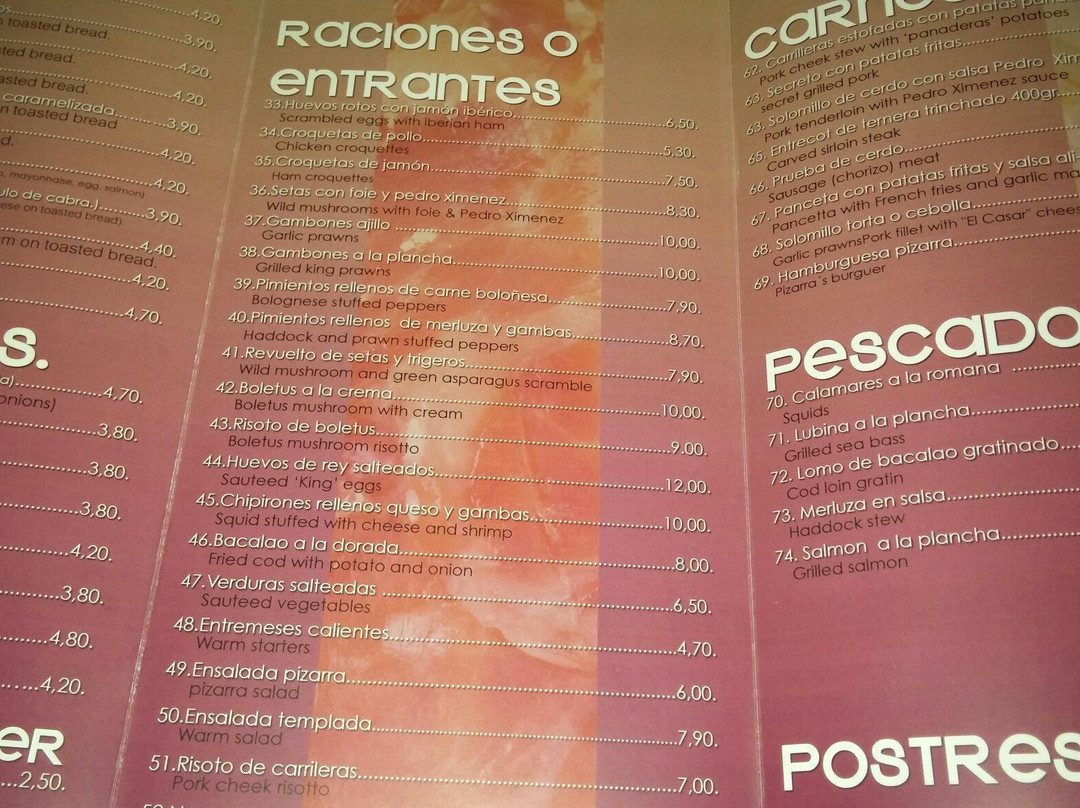 4,20.
n toasted bread.
3,90.
4,20.
sted bread.
4,20.
asted bread.
caramelizada
3,90.
n toasted bread
4,20.
d.
4,20.
o, mayonnaise, egg, salmon)
ulo de cabra.)......3,90.
ese on toasted bread).
4,40.
m on toasted bread.
4,20.
4,70.
s.
a)............4,70.
onions)
3,80.
3,80.
3,80.
4,20.
3,80.
4,80.
4,20.
er
2,50.
Raciones o
entrantes
33.Huevos rotos con jamón ibérico............6,50.
Scrambled eggs with iberian ham
34.Croquetas de pollo............5,30.
Chicken croquettes
35.Croquetas de jamón............7,50.
Ham croquettes
36.Setas con foie y pedro ximenez............8,30.
Wild mushrooms with foie & Pedro Ximenez
37.Gambones ajillo ............10,00.
Garlic prawns
38.Gambones a la plancha............10,00.
Grilled king prawns
39.Pimientos rellenos de carne boloñesa............7,90.
Bolognese stuffed peppers
40.Pimientos rellenos de merluza y gambas............8,70.
Haddock and prawn stuffed peppers
41.Revuelto de setas y trigeros............7,90.
Wild mushroom and green asparagus scramble
42.Boletus a la crema............10,00.
Boletus mushroom with cream
43.Risoto de boletus............9.00.
Boletus mushroom risotto
44.Huevos de rey salteados............12,00.
Sauteed 'King' eggs
45.Chipirones rellenos queso y gambas............10,00.
Squid stuffed with cheese and shrimp
46.Bacalao a la dorada............8,00.
Fried cod with potato and onion
47.Verduras salteadas ............6,50.
Sauteed vegetables
48.Entremeses calientes............4,70.
Warm starters
49.Ensalada pizarra............6,00.
pizarra salad
50.Ensalada templada............7,90.
Warm salad
51.Risoto de carrileras............7,00.
Pork cheek risotto
62. Carrilleras estofadas con patatas
Pork cheek stew with 'panaderas' potatoes
63. Secreto con patatas fritas............
secret grilled pork
63. Solomillo de cerdo con salsa Pedro Xim
Pork tenderloin with Pedro Ximenez sauce
65. Entrecot de ternera trinchado 400gr....
Carved sirloin steak
66. Prueba de cerdo............
Sausage (chorizo) meat
67. Panceta con patatas fritas y salsa ali-
Pancetta with French fries and garlic ma
68. Solomillo torta o cebolla............
Garlic prawnsPork fillet with "El Casar" chees
69. Hamburguesa pizarra............
Pizarra´s burguer
Pescado
70. Calamares a la romana ............
Squids
71. Lubina a la plancha............
Grilled sea bass
72. Lomo de bacalao gratinado............
Cod loin gratin
73. Merluza en salsa............
Haddock stew
74. Salmon a la plancha............
Grilled salmon
Postres